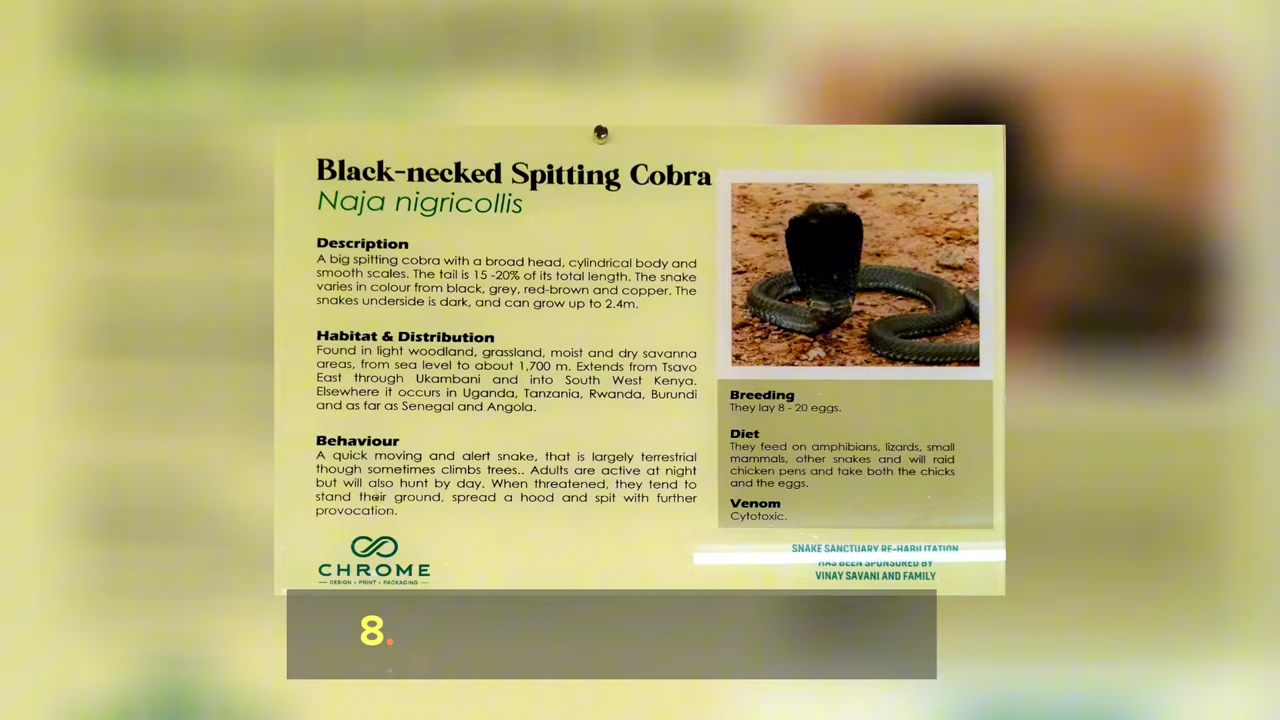 Black-necked Spitting Cobra
Naja nigricollis
Description
A big spitting cobra with a broad head, cylindrical body and
smooth scales. The tail is 15 -20% of its total length. The snake
varies in colour from black, grey, red-brown and copper. The
snakes underside is dark, and can grow up to 2.4m.
Habitat & Distribution
Found in light woodland, grassland, moist and dry savanna
areas, from sea level to about 1,700 m. Extends from Tsavo
East through Ukambani and into South West Kenya.
Elsewhere it occurs in Uganda, Tanzania, Rwanda, Burundi
and as far as Senegal and Angola.
Behaviour
A quick moving and alert snake, that is largely terrestrial
though sometimes climbs trees.. Adults are active at night
but will also hunt by day. When threatened, they tend to
stand their ground, spread a hood and spit with further
provocation.
Breeding
They lay 8 - 20 eggs.
Diet
They feed on amphibians, lizards, small
mammals, other snakes and will raid
chicken pens and take both the chicks
and the eggs.
Venom
Cytotoxic.
CHROME
DESIGN • PRINT • PACKAGING
SNAKE SANCTUARY RE-HABILITATION
HAS BEEN SPONSORED BY
VINAY SAVANI AND FAMILY
8.